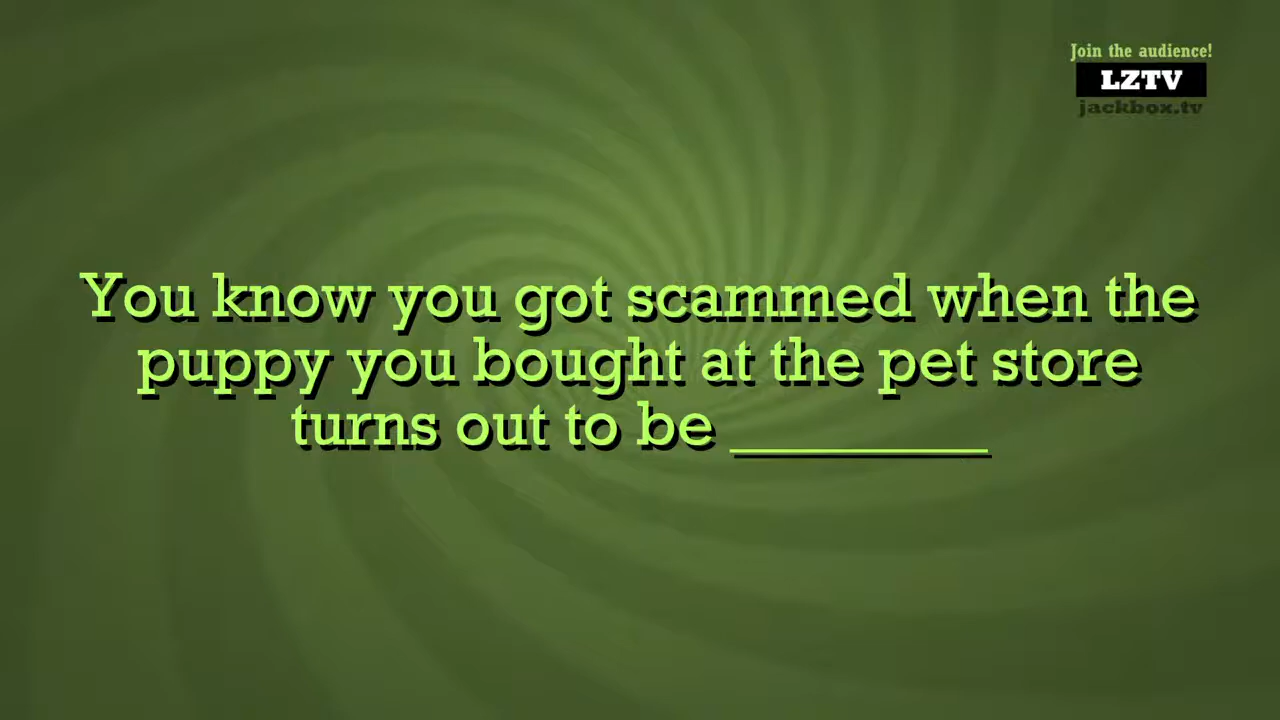 Join the audience!
LZTV
jackbox.tv
You know you got scammed when the
puppy you bought at the pet store
turns out to be ________